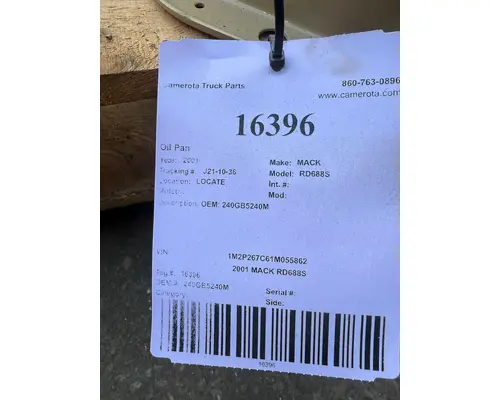 Camerota Truck Parts 860-763-0896
www.camerota.com
16396
Oil Pan
Year: 2001 Make: MACK
Tracking #: J21-10-35 Model: RD688S
Location: LOCATE Int. #:
Mod:
Description: OEM: 240GB5240M
VIN: 1M2P267C61M055862
2001 MACK RD688S
Tag #: 16396
OEM #: 240GB5240M Serial #:
Category: Side:
16396